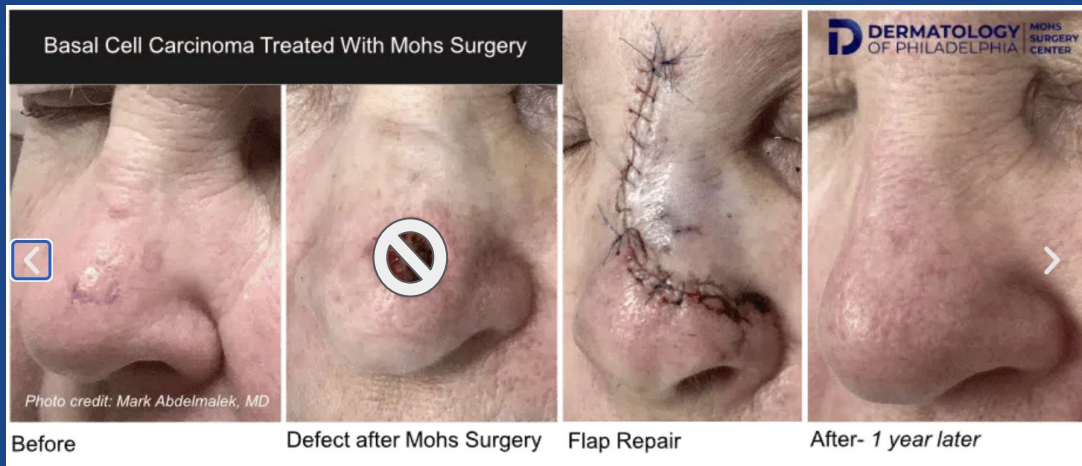 Basal Cell Carcinoma Treated With Mohs Surgery
DERMATOLOGY
OF PHILADELPHIA
MOHS
SURGERY
CENTER
Photo credit: Mark Abdelmalek, MD
Before
Defect after Mohs Surgery
Flap Repair
After- 1 year later